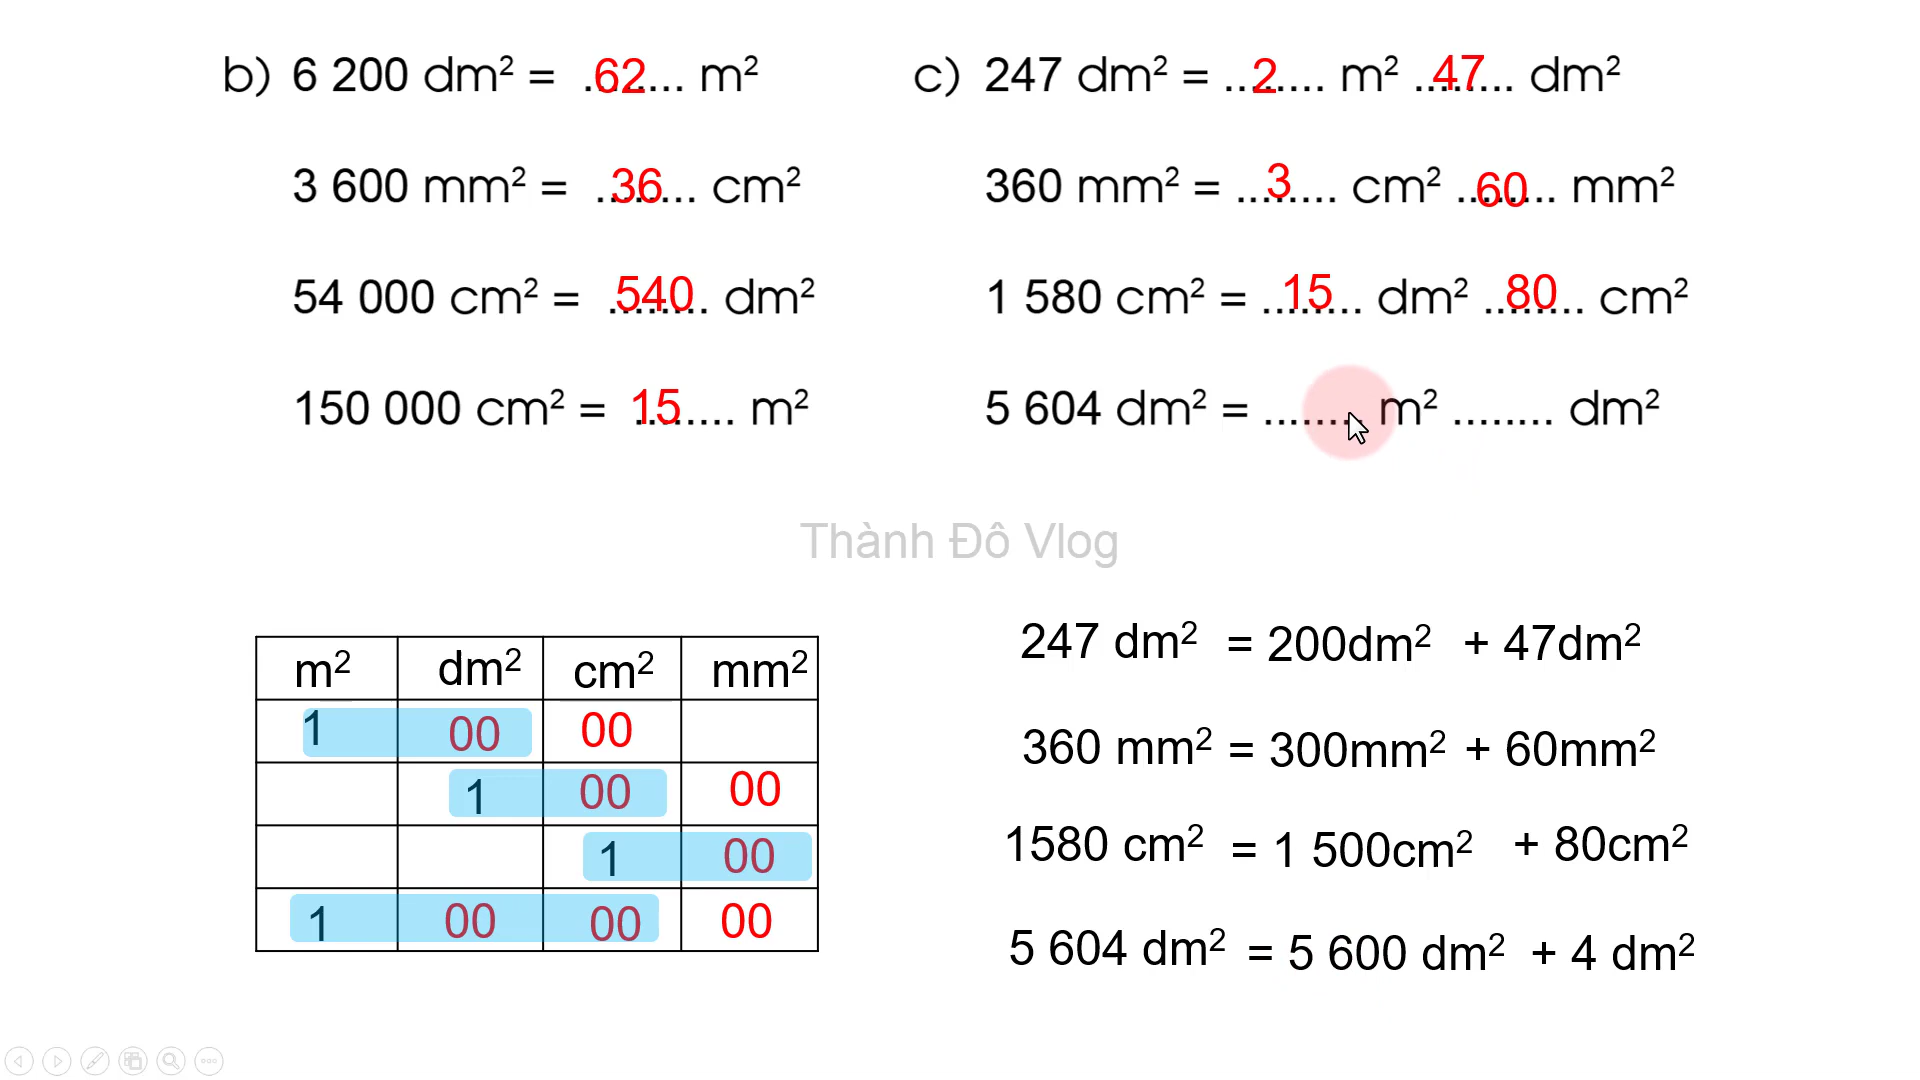 b) 6 200 dm² = ..62.... m²
3 600 mm² = ..36.... cm²
54 000 cm² = ..540.. dm²
150 000 cm² = 15..... m²
c) 247 dm² = ...2.... m² ..47.. dm²
360 mm² = ...3.... cm² ..60.. mm²
1 580 cm² = ..15... dm² ..80... cm²
5 604 dm² = ........ m² ........ dm²
Thành Đô Vlog
m² dm² cm² mm²
1 00 00
1 00 00
1 00
1 00 00 00
247 dm² = 200dm² + 47dm²
360 mm² = 300mm² + 60mm²
1580 cm² = 1 500cm² + 80cm²
5 604 dm² = 5 600 dm² + 4 dm²